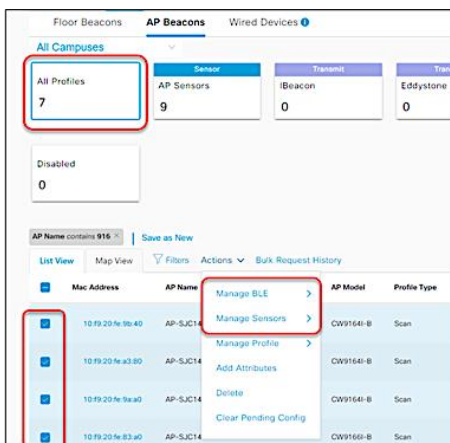 Floor Beacons AP Beacons Wired Devices
All Campuses
Sensor Transmit Tran
All Profiles AP Sensors IBeacon Eddystone
7 9 0 0
Disabled
0
AP Name contains 916 × Save as New
List View Map View Filters Actions Bulk Request History
Mac Address AP Name AP Model Profile Type
Manage BLE
Manage Sensors
Manage Profile
Add Attributes
Delete
Clear Pending Config
10:f9:20:fe:9b:40 AP-SJC14 CW9164I-B Scan
10:f9:20:fe:a3:80 AP-SJC14 CW9164I-B Scan
10:f9:20:fe:9a:a0 AP-SJC14 CW9164I-B Scan
10:f9:20:fe:83:a0 AP-SJC14 CW9166I-B Scan